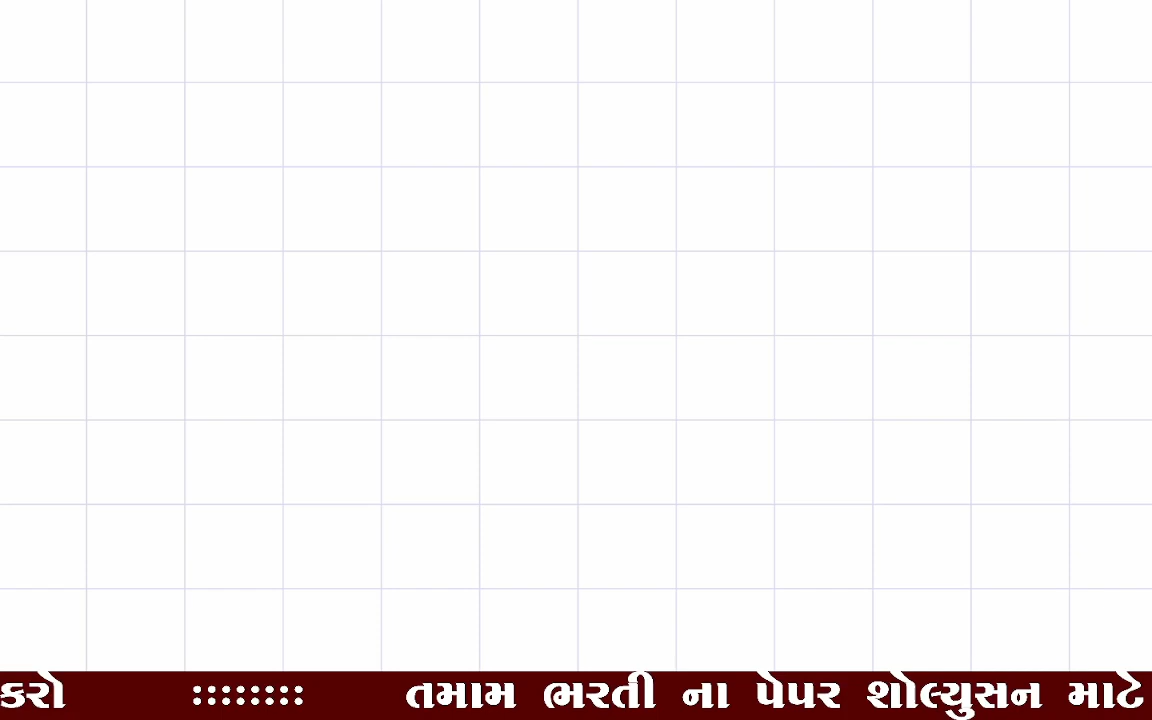 કરો :::::::: તમામ ભરતી ના પેપર શોલ્યુસન માટે